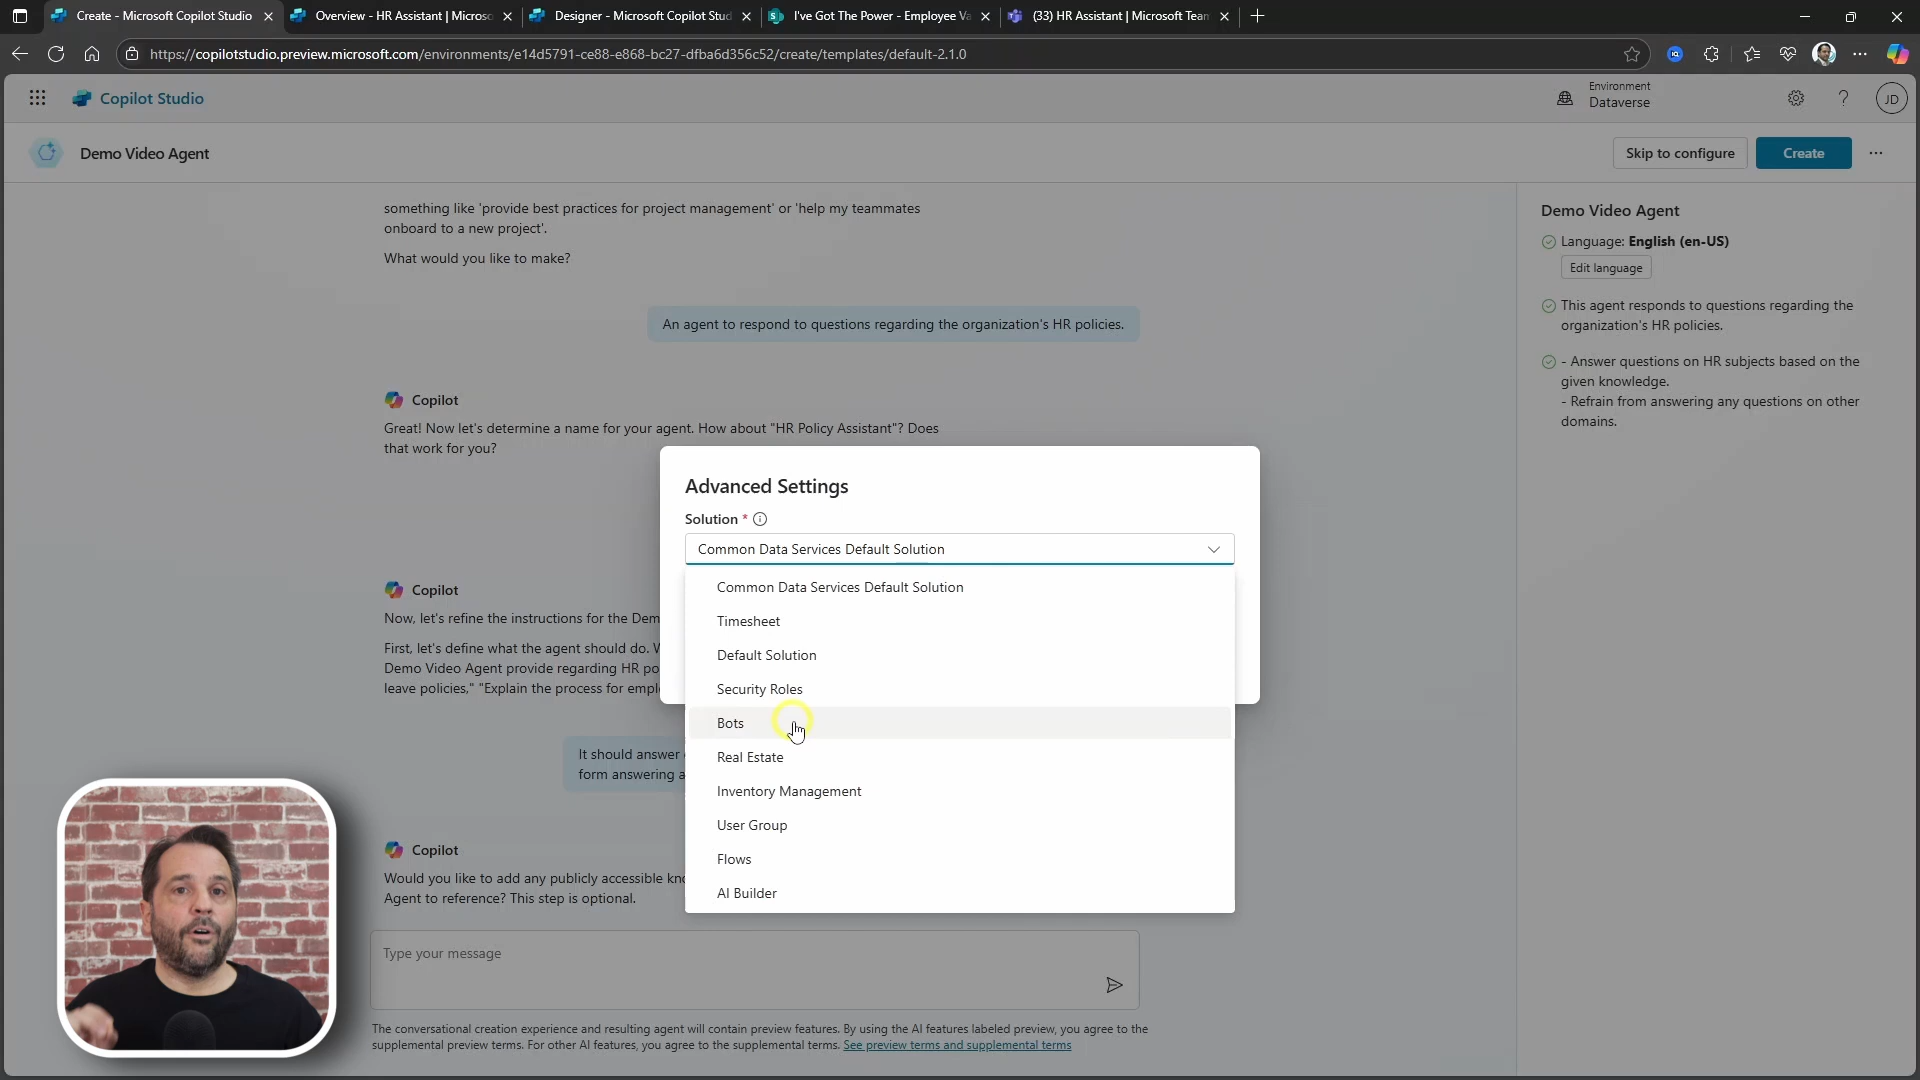 Create - Microsoft Copilot Studio
Overview - HR Assistant | Microso
Designer - Microsoft Copilot Stud
I've Got The Power - Employee Va
(33) HR Assistant | Microsoft Team
https://copilotstudio.preview.microsoft.com/environments/e14d5791-ce88-e868-bc27-dfba6d356c52/create/templates/default-2.1.0
Copilot Studio
Environment
Dataverse
JD
Demo Video Agent
Skip to configure
Create
something like 'provide best practices for project management' or 'help my teammates
onboard to a new project'.
What would you like to make?
An agent to respond to questions regarding the organization's HR policies.
Copilot
Great! Now let's determine a name for your agent. How about "HR Policy Assistant"? Does
that work for you?
Copilot
Now, let's refine the instructions for the Dem
First, let's define what the agent should do. W
Demo Video Agent provide regarding HR po
leave policies," "Explain the process for empl
It should answer
form answering a
Copilot
Would you like to add any publicly accessible kno
Agent to reference? This step is optional.
Type your message
The conversational creation experience and resulting agent will contain preview features. By using the AI features labeled preview, you agree to the
supplemental preview terms. For other AI features, you agree to the supplemental terms. See preview terms and supplemental terms
Advanced Settings
Solution *
Common Data Services Default Solution
Common Data Services Default Solution
Timesheet
Default Solution
Security Roles
Bots
Real Estate
Inventory Management
User Group
Flows
AI Builder
Demo Video Agent
Language: English (en-US)
Edit language
This agent responds to questions regarding the
organization's HR policies.
- Answer questions on HR subjects based on the
given knowledge.
- Refrain from answering any questions on other
domains.